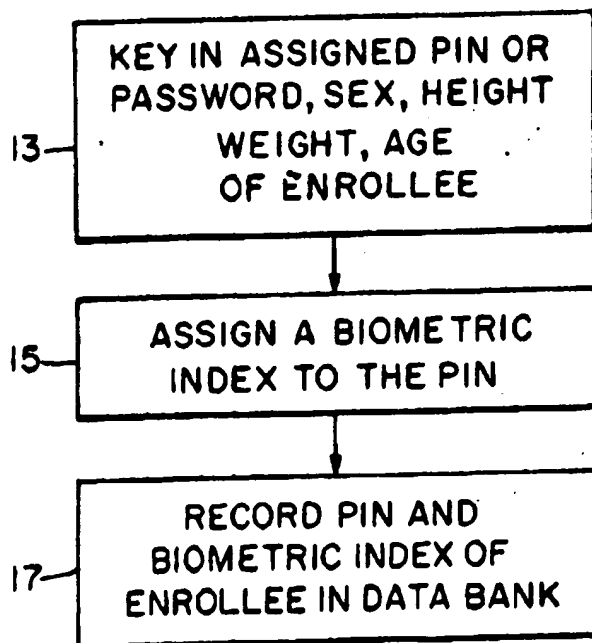 KEY IN ASSIGNED PIN OR
PASSWORD, SEX, HEIGHT
13
WEIGHT, AGE
OF ENROLLEE
15
ASSIGN A BIOMETRIC
INDEX TO THE PIN
RECORD PIN AND
BIOMETRIC INDEX OF
17
ENROLLEE IN DATA BANK